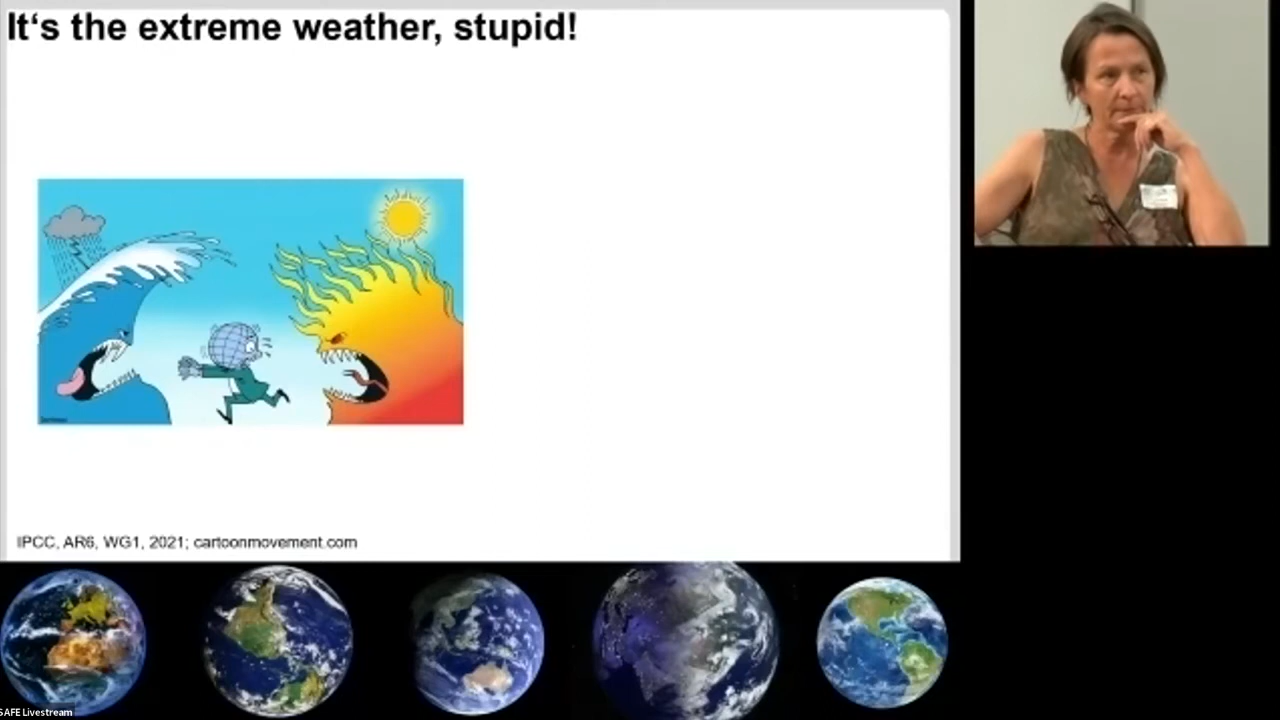 It‘s the extreme weather, stupid!
IPCC, AR6, WG1, 2021; cartoonmovement.com
SAFE Livestream